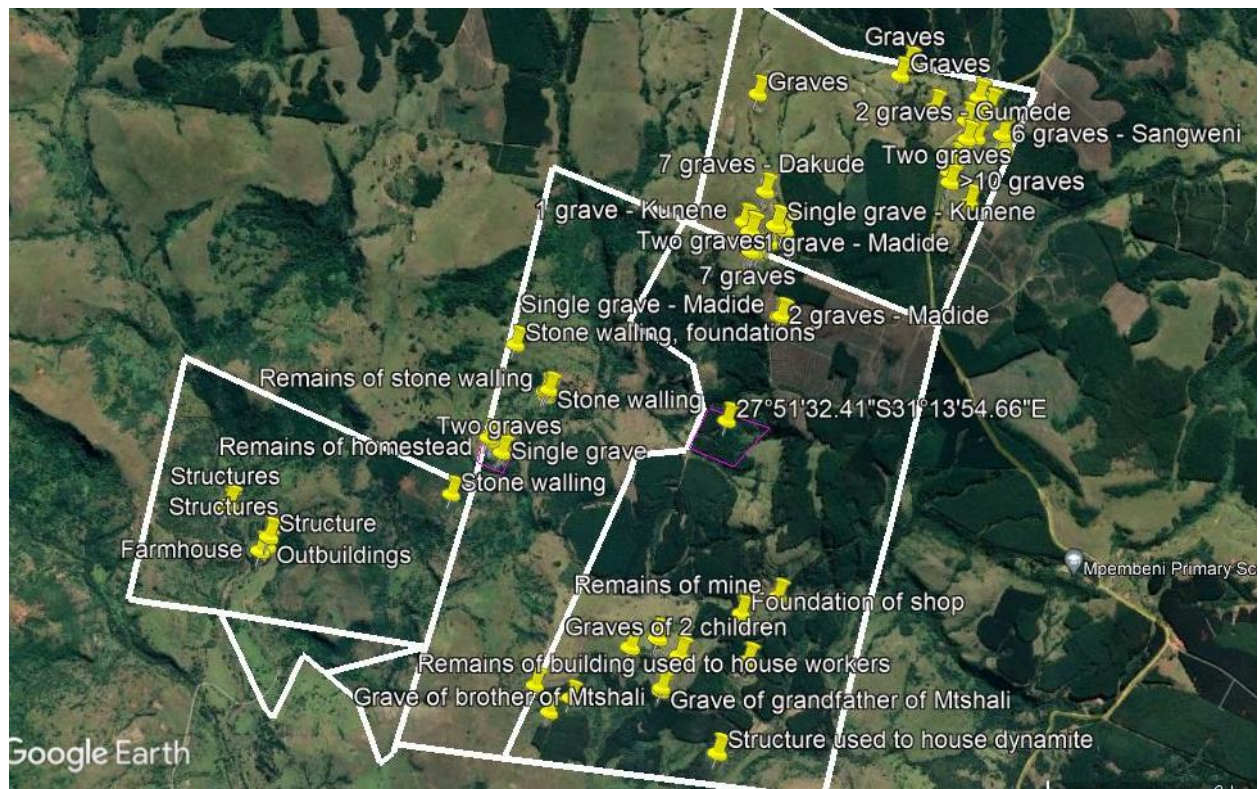 Graves
Graves
Graves
2 graves - Gumede
6 graves - Sangweni
Two graves
7 graves - Dakude
>10 graves
1 grave - Kunene
Single grave - Kunene
Two graves
1 grave - Madide
7 graves
Single grave - Madide
2 graves - Madide
Stone walling, foundations
Remains of stone walling
Stone walling
27°51'32.41"S31°13'54.66"E
Two graves
Remains of homestead
Single grave
Structures
Stone walling
Structures
Structure
Farmhouse
Outbuildings
Mpembeni Primary Sc
Remains of mine
Foundation of shop
Graves of 2 children
Remains of building used to house workers
Grave of brother of Mtshali
Grave of grandfather of Mtshali
Structure used to house dynamite
Google Earth